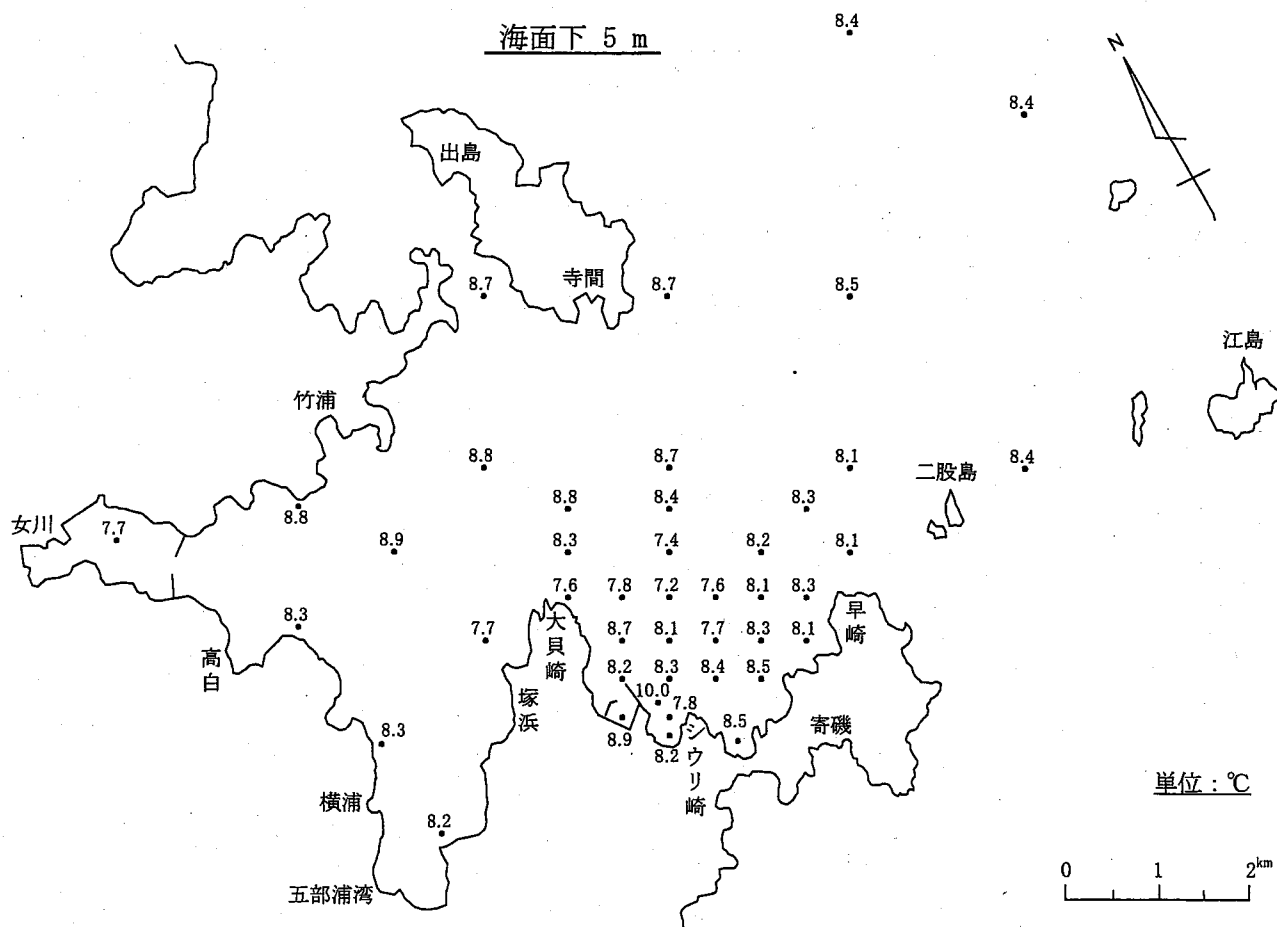 海面下 5 m
8.4
N
8.4
出島
寺間
8.7
8.7
8.5
江島
竹浦
8.8
8.7
8.1
8.4
二股島
8.8
8.8
8.4
8.3
女川
7.7
8.9
8.3
7.4
8.2
8.1
7.6
7.8
7.2
7.6
8.1
8.3
早崎
大貝崎
8.3
7.7
8.7
8.1
7.7
8.3
8.1
高白
8.2
8.3
8.4
8.5
塚浜
10.0
7.8
8.9
8.2
シウリ崎
8.5
寄磯
8.3
単位：℃
横浦
8.2
五部浦湾
0 1 2km